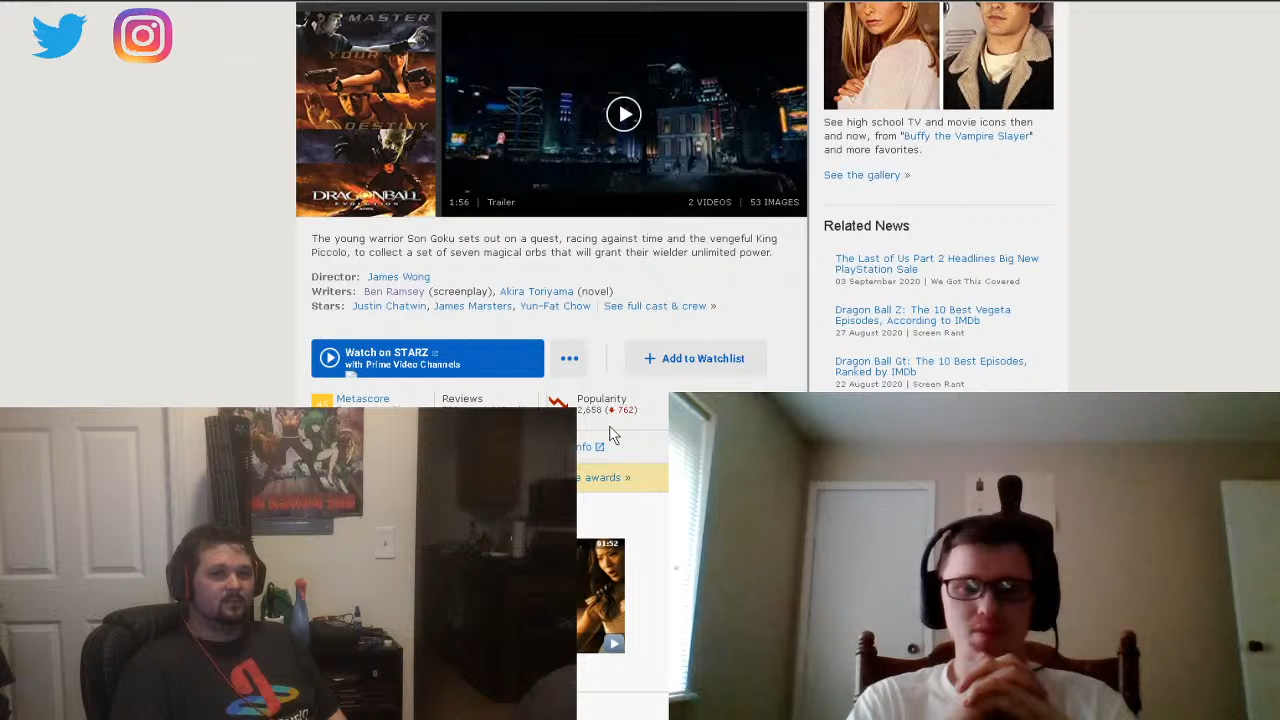 MASTER
YOUR
DESTINY
DRAGONBALL
EVOLUTION
1:56 | Trailer
2 VIDEOS | 53 IMAGES
The young warrior Son Goku sets out on a quest, racing against time and the vengeful King
Piccolo, to collect a set of seven magical orbs that will grant their wielder unlimited power.
Director: James Wong
Writers: Ben Ramsey (screenplay), Akira Toriyama (novel)
Stars: Justin Chatwin, James Marsters, Yun-Fat Chow | See full cast & crew »
Watch on STARZ
with Prime Video Channels
+ Add to Watchlist
45 Metascore
Reviews
Popularity
2,658 (762)
awards »
01:52
See high school TV and movie icons then
and now, from "Buffy the Vampire Slayer"
and more favorites.
See the gallery »
Related News
The Last of Us Part 2 Headlines Big New
PlayStation Sale
03 September 2020 | We Got This Covered
Dragon Ball Z: The 10 Best Vegeta
Episodes, According to IMDb
27 August 2020 | Screen Rant
Dragon Ball Gt: The 10 Best Episodes,
Ranked by IMDb
22 August 2020 | Screen Rant